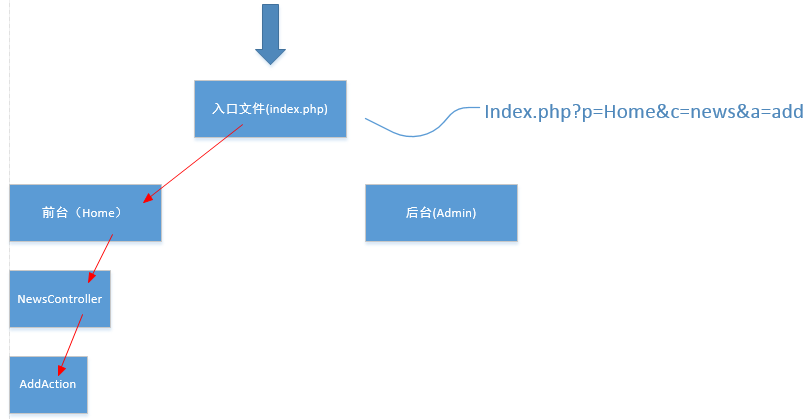 入口文件(index.php)
Index.php?p=Home&c=news&a=add
前台（Home）
后台(Admin)
NewsController
AddAction